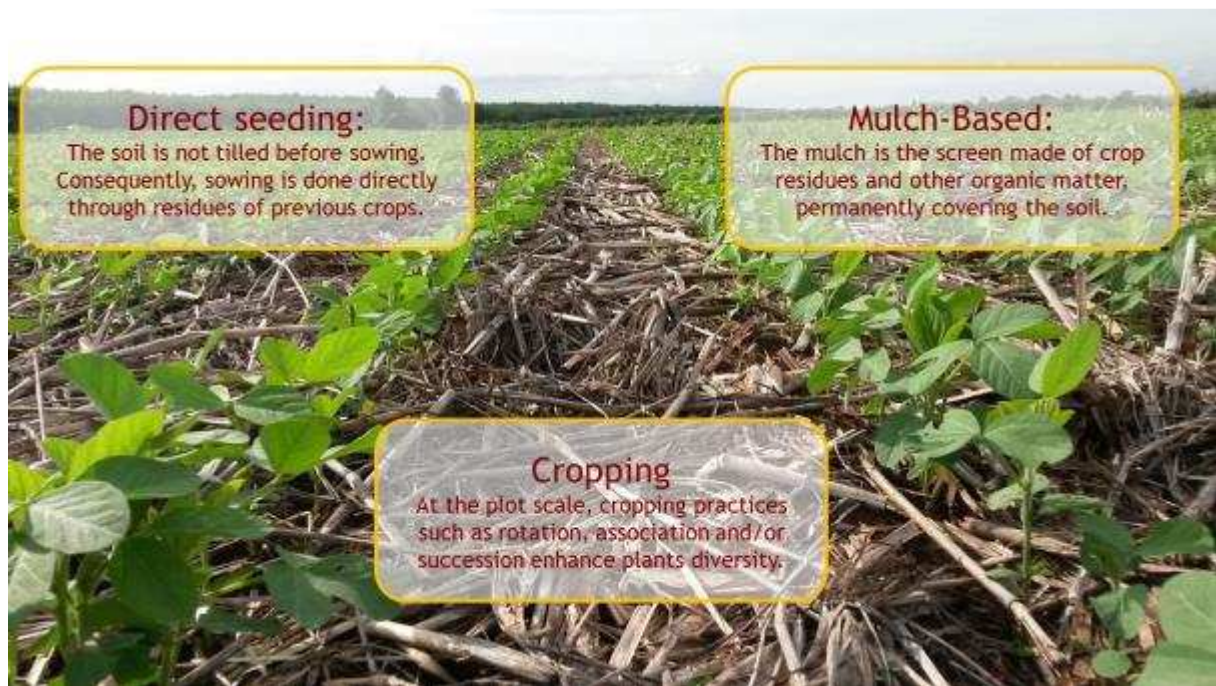 Direct seeding:
The soil is not tilled before sowing.
Consequently, sowing is done directly
through residues of previous crops.
Mulch-Based:
The mulch is the screen made of crop
residues and other organic matter,
permanently covering the soil.
Cropping
At the plot scale, cropping practices
such as rotation, association and/or
succession enhance plants diversity.